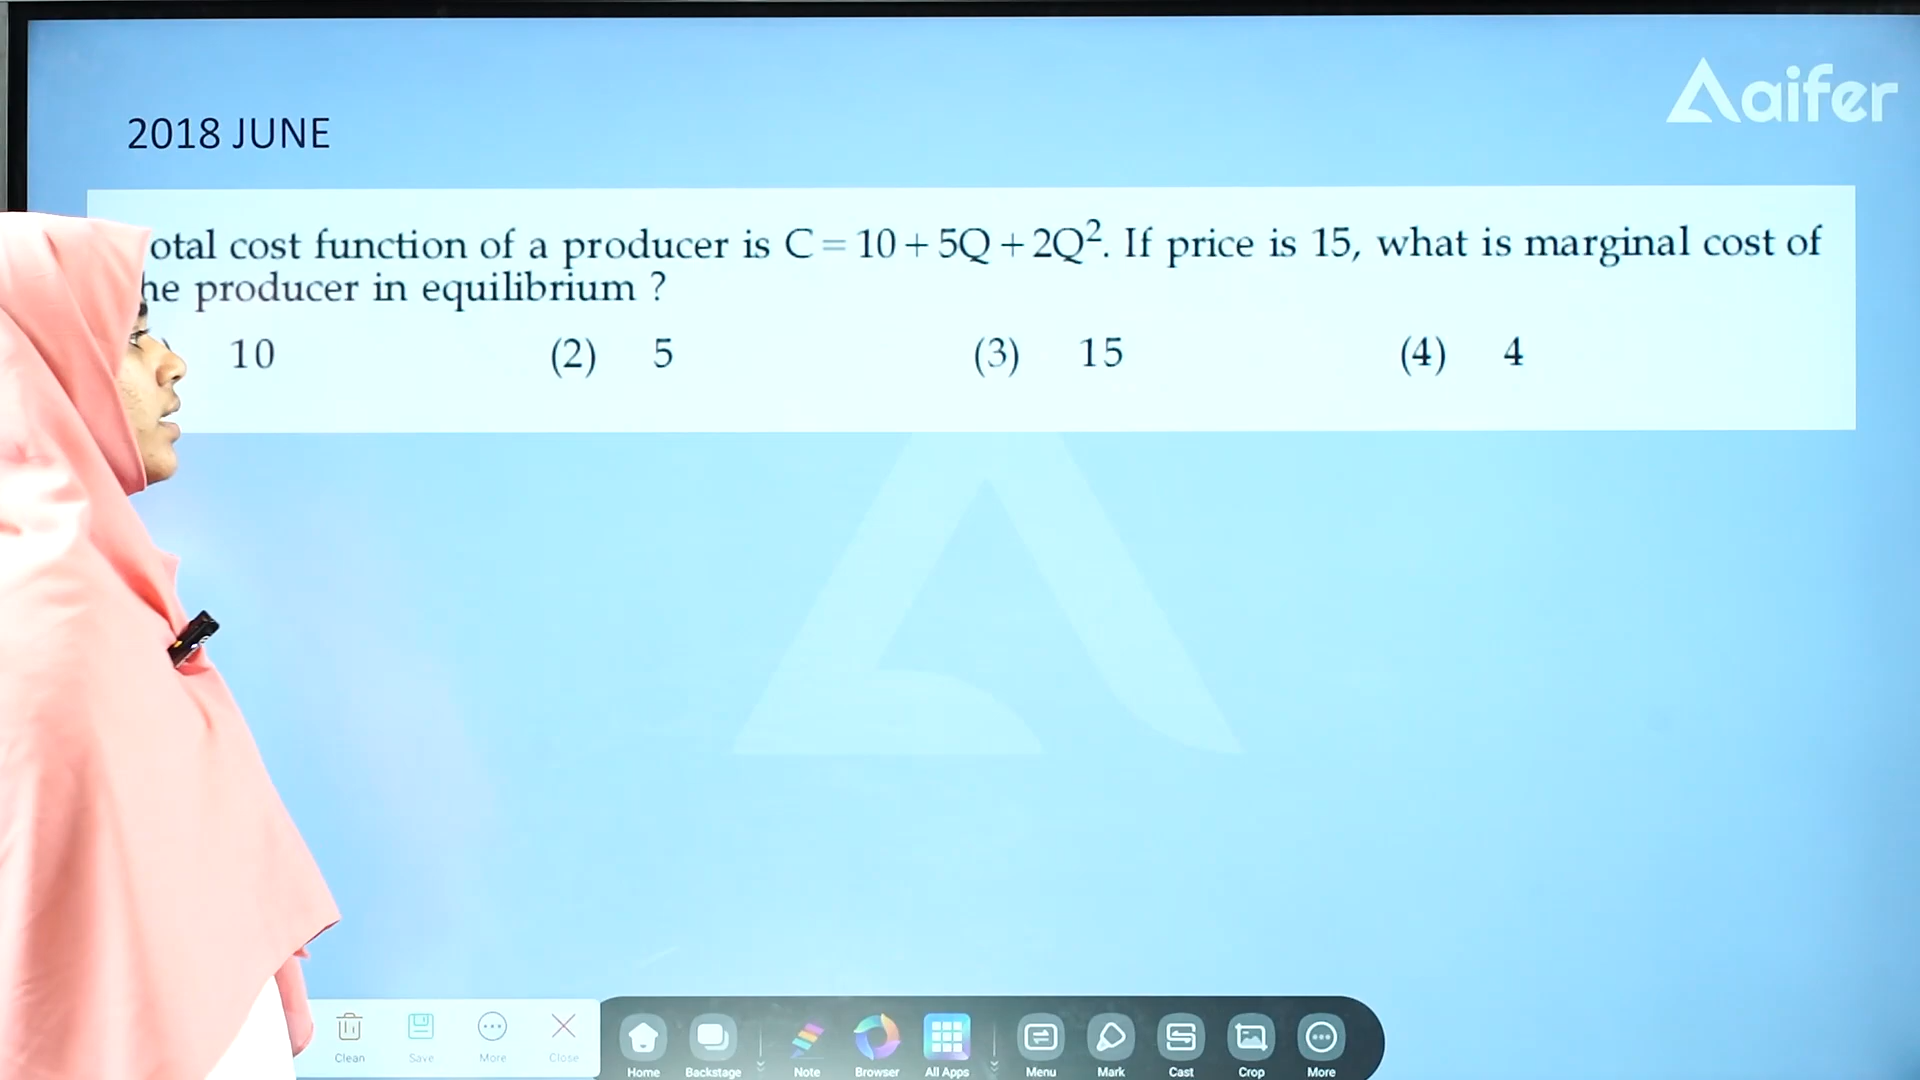 aifer
2018 JUNE
otal cost function of a producer is C = 10 + 5Q + 2Q². If price is 15, what is marginal cost of
he producer in equilibrium ?
10 (2) 5 (3) 15 (4) 4
Clean Save More Close Home Backstage Note Browser All Apps Menu Mark Cast Crop More